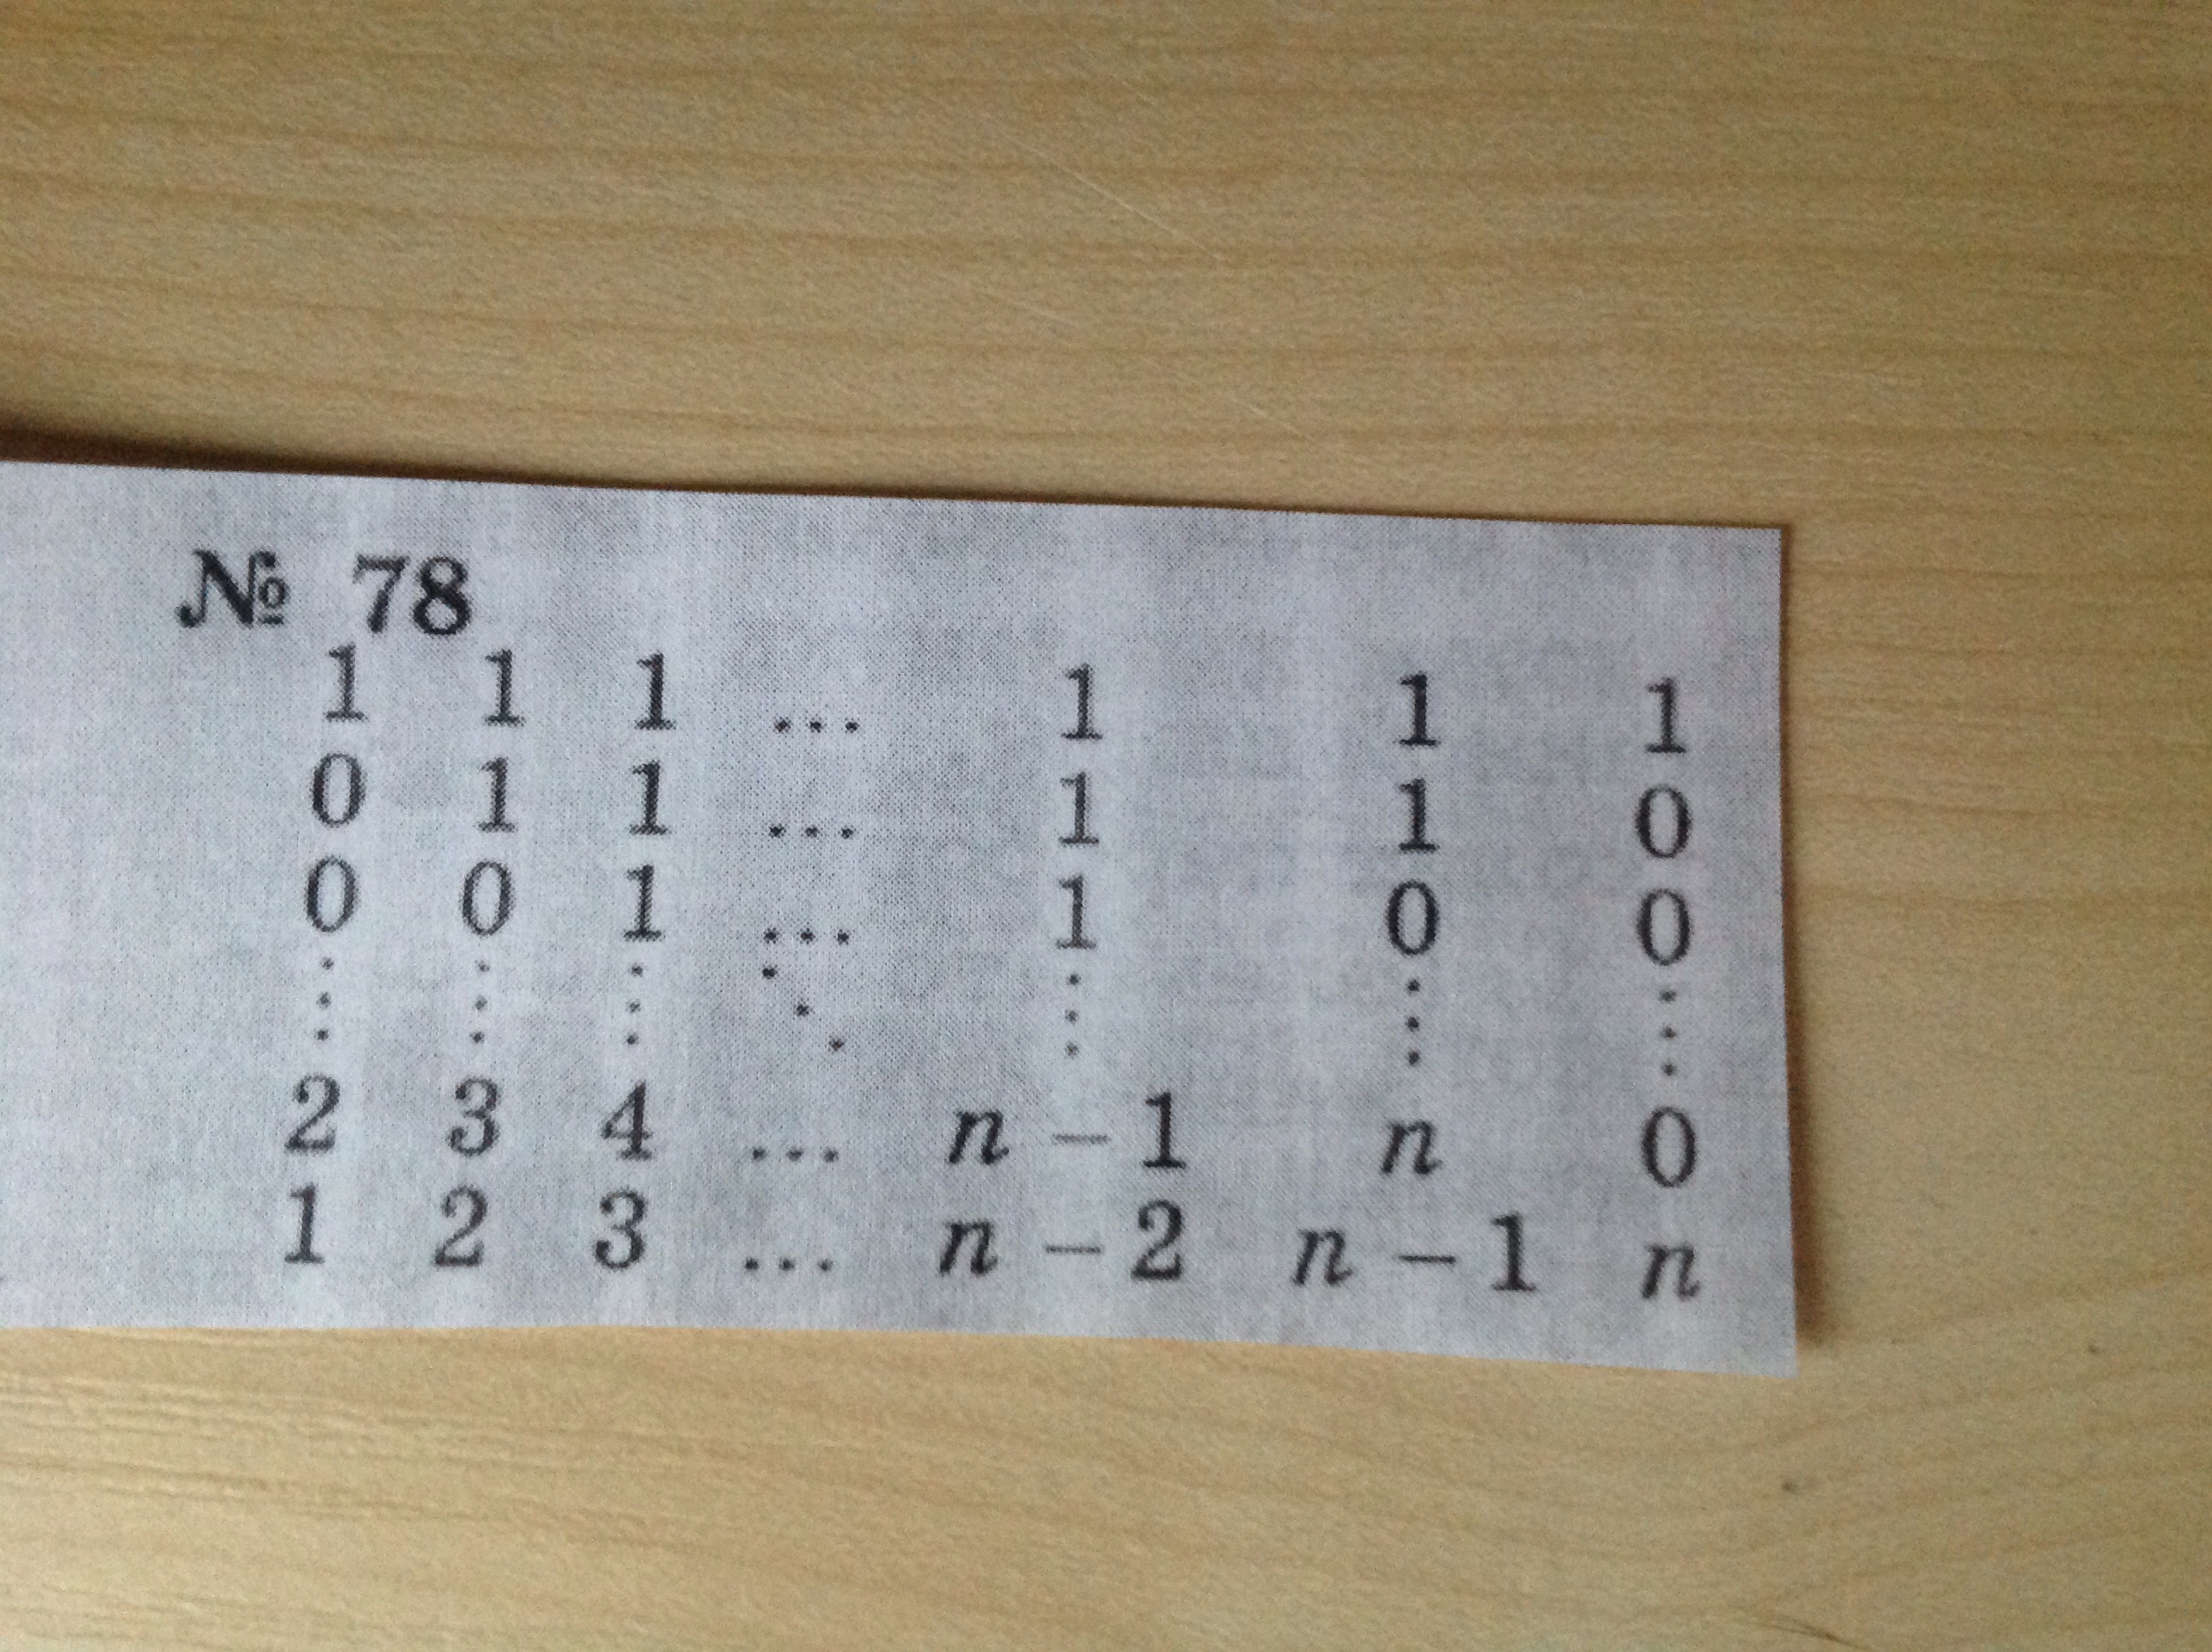 № 78
1 1 1 ... 1 1 1
0 1 1 ... 1 1 0
0 0 1 ... 1 0 0
⋮ ⋮ ⋮ ⋱ ⋮ ⋮ ⋮
2 3 4 ... n − 1 n 0
1 2 3 ... n − 2 n − 1 n